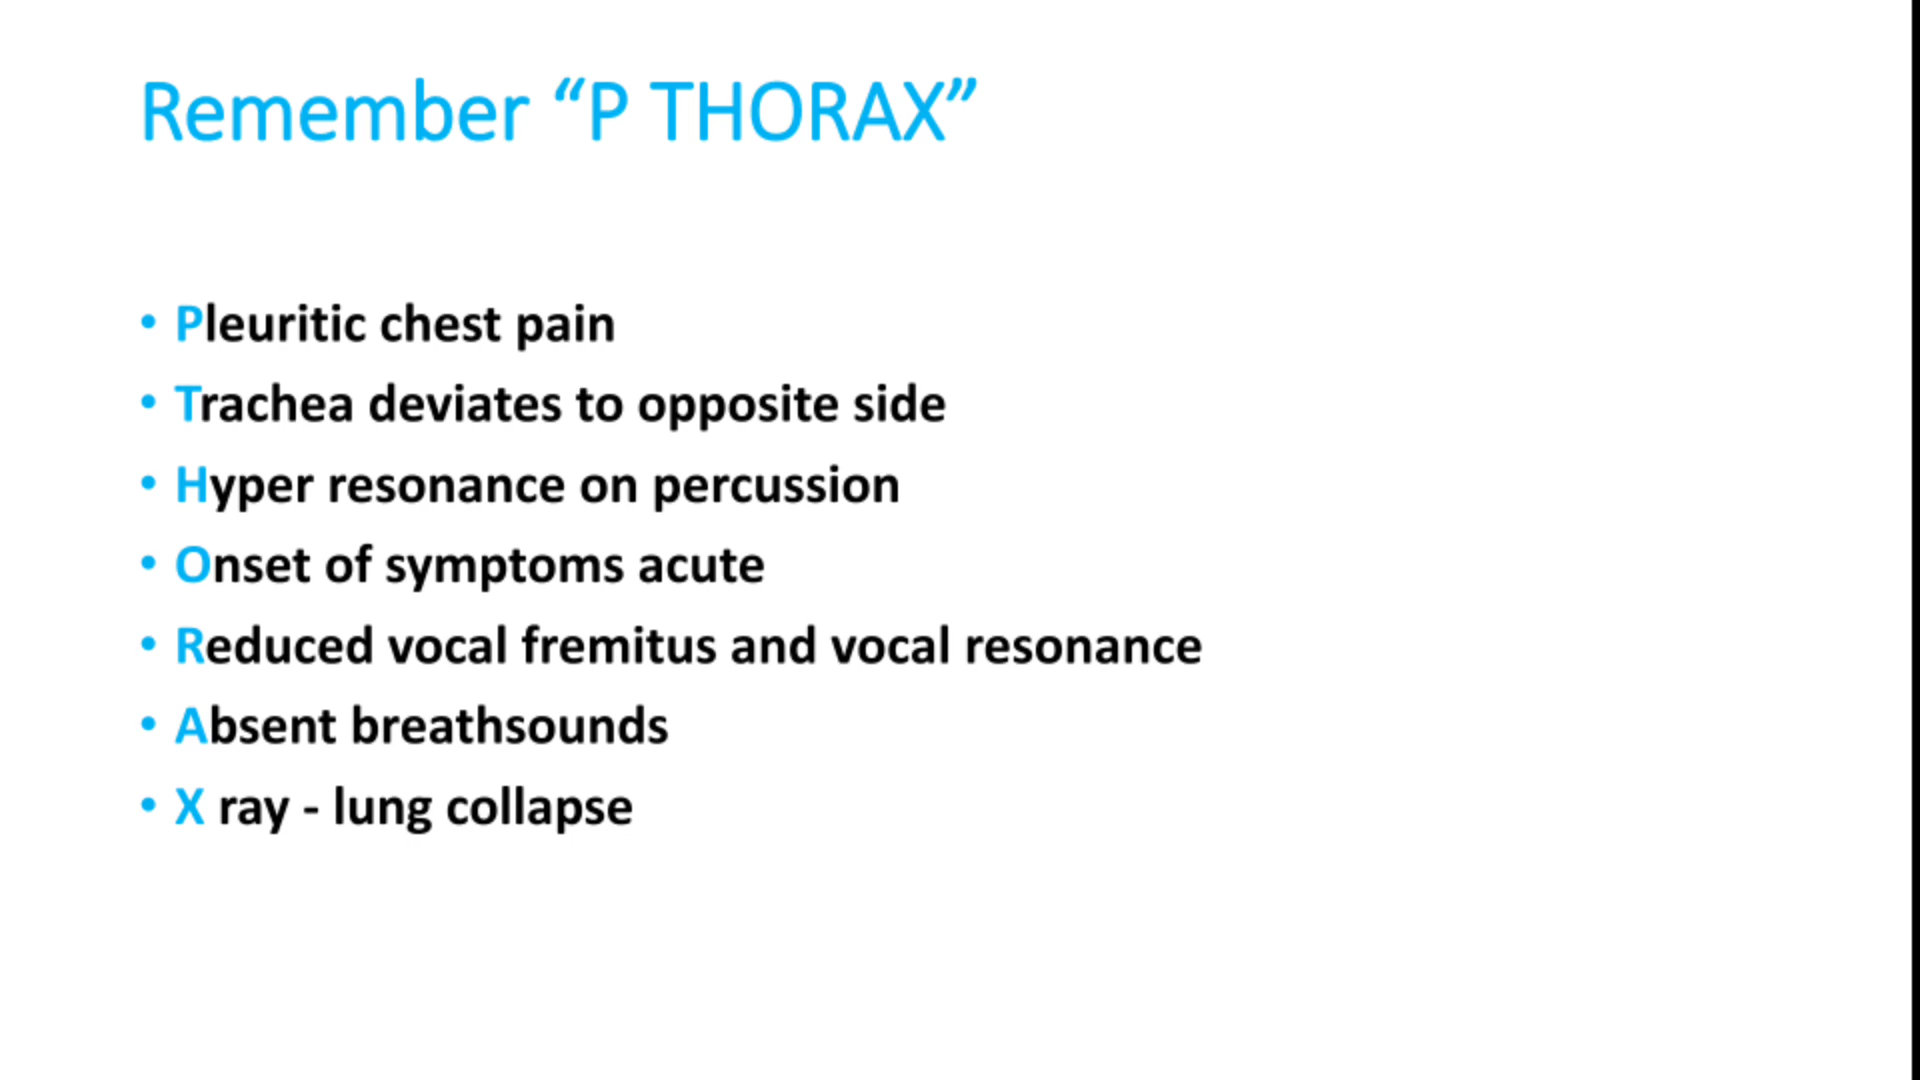 Remember “P THORAX”
• Pleuritic chest pain
• Trachea deviates to opposite side
• Hyper resonance on percussion
• Onset of symptoms acute
• Reduced vocal fremitus and vocal resonance
• Absent breathsounds
• X ray - lung collapse